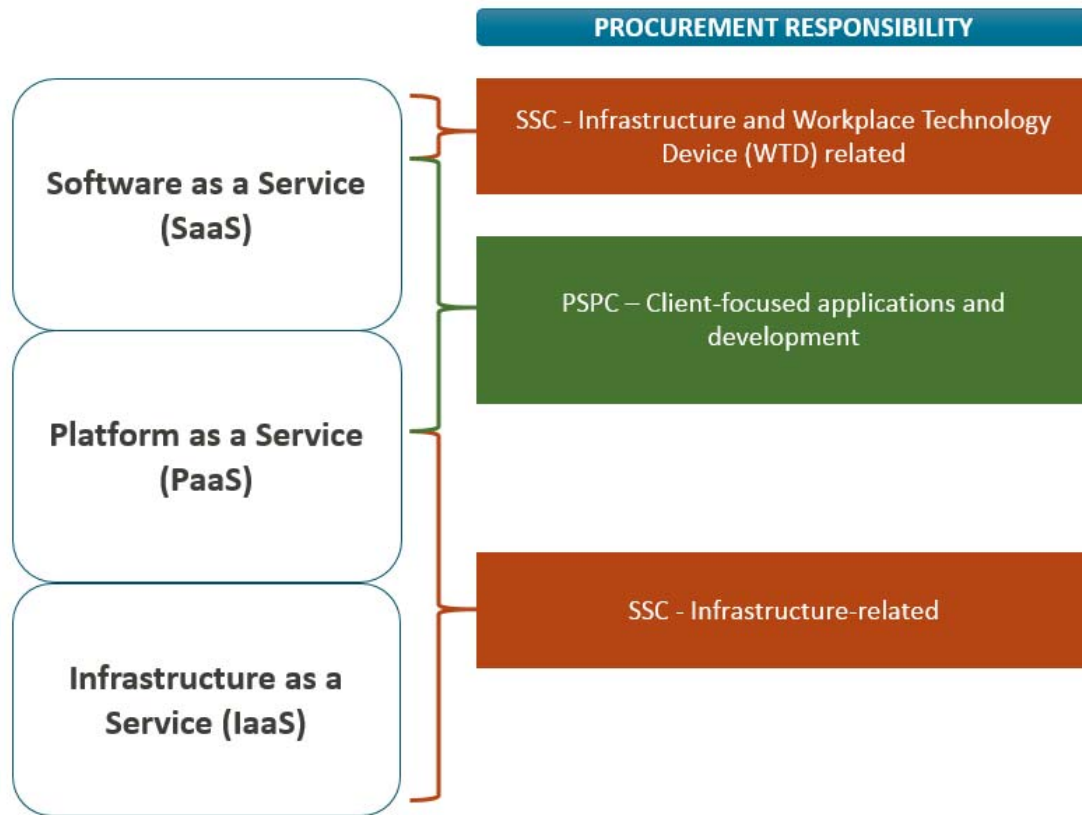 PROCUREMENT RESPONSIBILITY
SSC - Infrastructure and Workplace Technology
Device (WTD) related
Software as a Service
(SaaS)
PSPC – Client-focused applications and
development
Platform as a Service
(PaaS)
SSC - Infrastructure-related
Infrastructure as a
Service (IaaS)